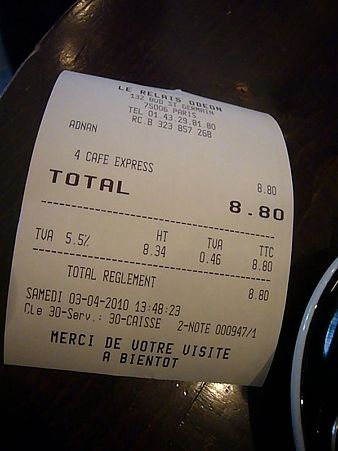 LE RELAIS ODEON
132 BVD ST GERMAIN
75006 PARIS
TEL 01.43.29.81.80
RC.B 323 857 268
ADNAN
4 CAFE EXPRESS 8.80
TOTAL 8.80
HT TVA TTC
TVA 5.5% 8.34 0.46 8.80
TOTAL REGLEMENT 8.80
SAMEDI 03-04-2010 13:48:23
Cle 30-Serv.: 30-CAISSE 2-NOTE 000947/1
MERCI DE VOTRE VISITE
A BIENTOT